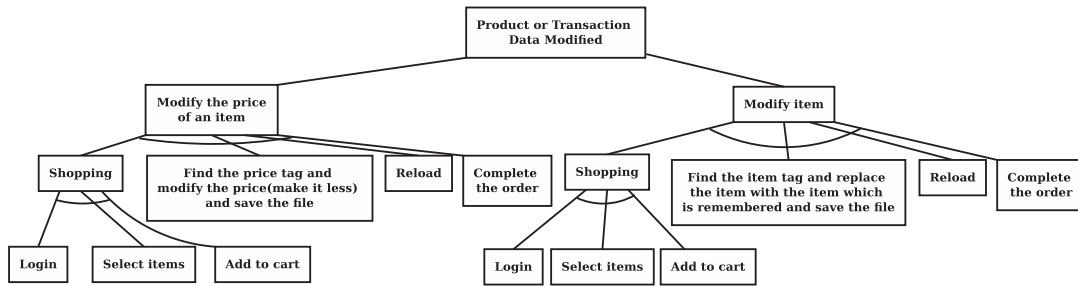 Product or Transaction
Data Modified
Modify the price
of an item
Modify item
Shopping
Find the price tag and
modify the price(make it less)
and save the file
Reload
Complete
the order
Shopping
Find the item tag and replace
the item with the item which
is remembered and save the file
Reload
Complete
the order
Login
Select items
Add to cart
Login
Select items
Add to cart